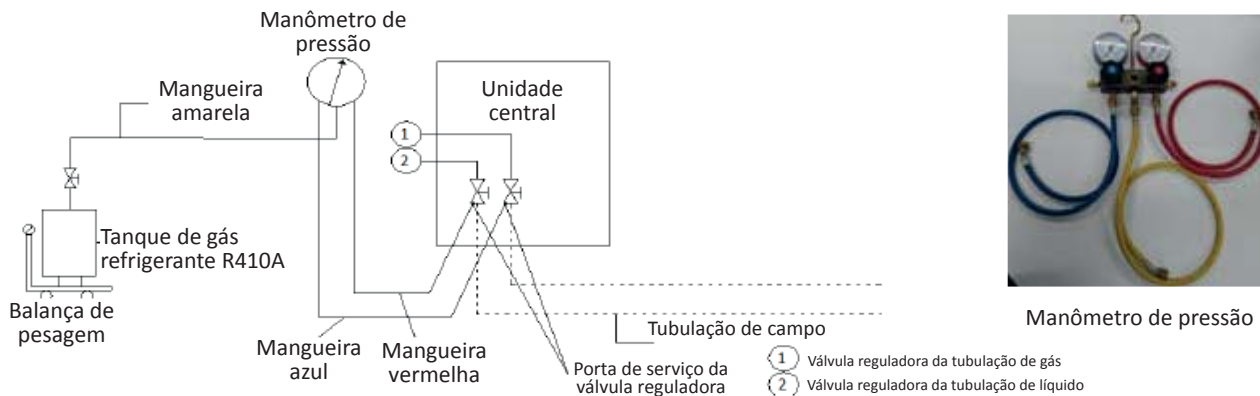 Manômetro de
pressão
Mangueira
amarela
Unidade
central
1
2
Tanque de gás
refrigerante R410A
Balança de
pesagem
Mangueira
azul
Mangueira
vermelha
Tubulação de campo
Porta de serviço da
válvula reguladora
1 Válvula reguladora da tubulação de gás
2 Válvula reguladora da tubulação de líquido
Manômetro de pressão